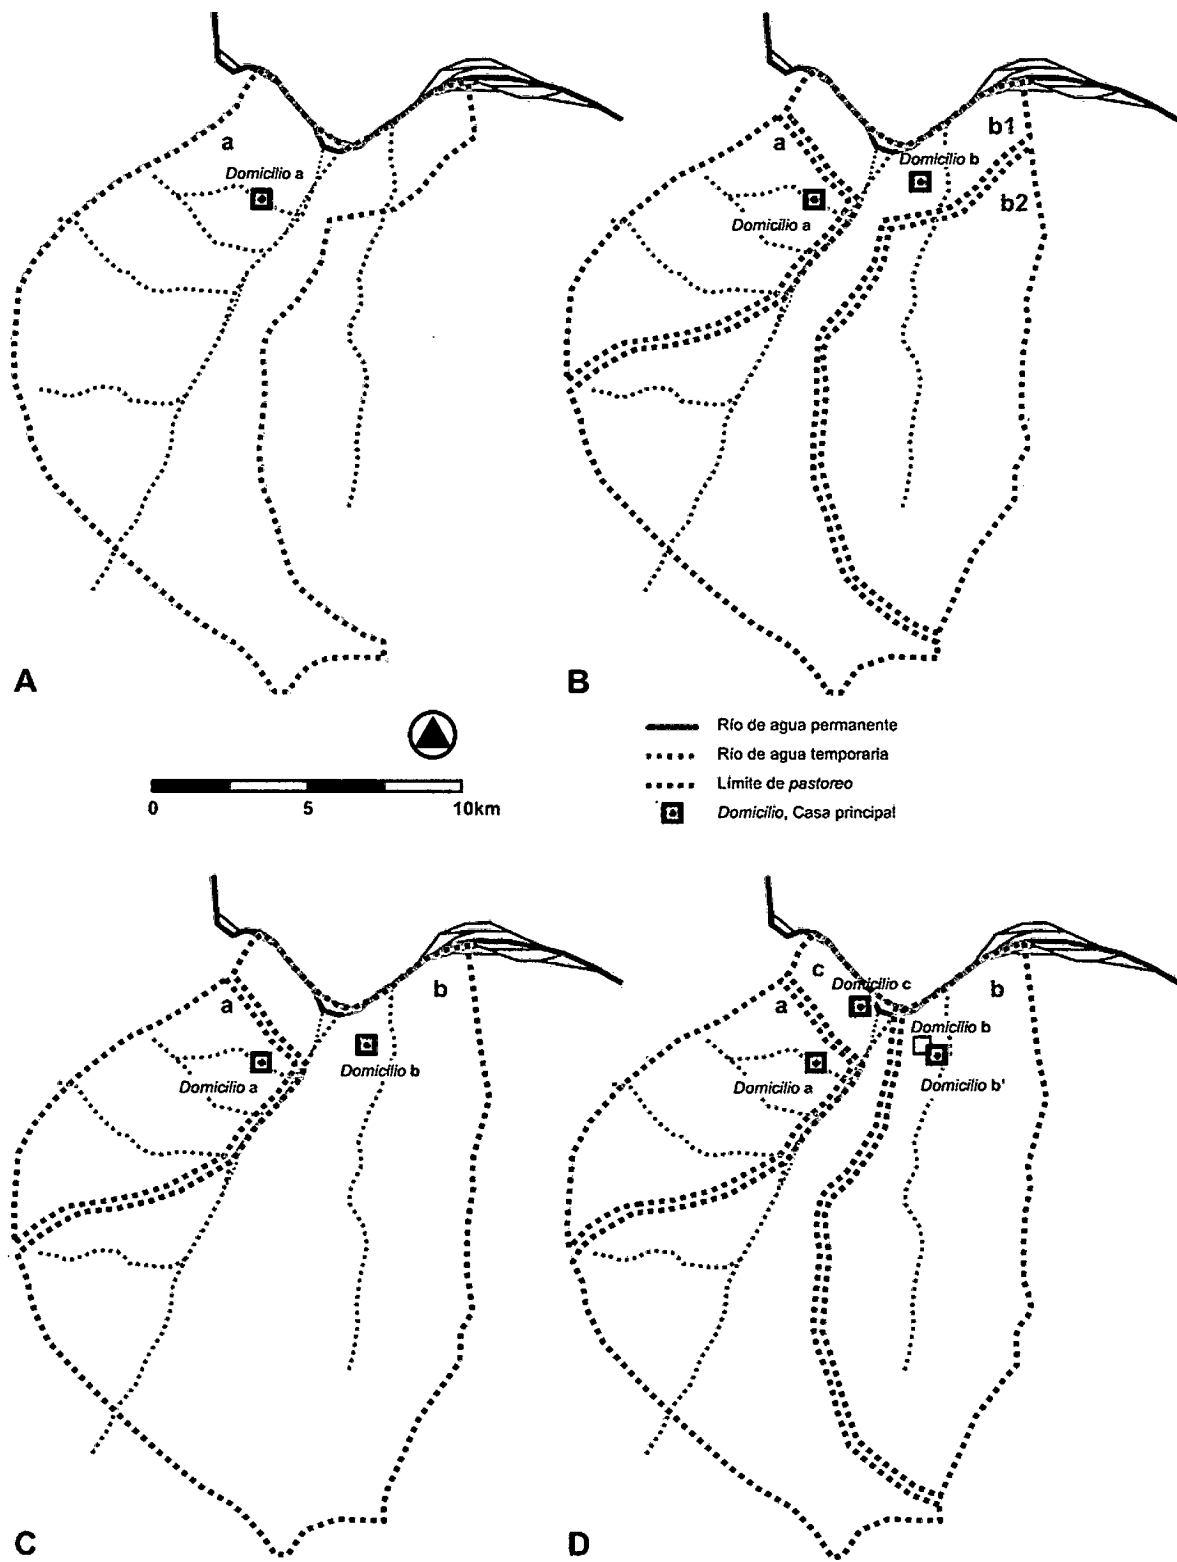 a
Domicilio a
A
b1
a
Domicilio b
b2
Domicilio a
B
0 5 10km
Río de agua permanente
Río de agua temporaria
Límite de pastoreo
Domicilio, Casa principal
b
a
Domicilio b
Domicilio a
C
c
Domicilio c
b
a
Domicilio b
Domicilio a
Domicilio b'
D